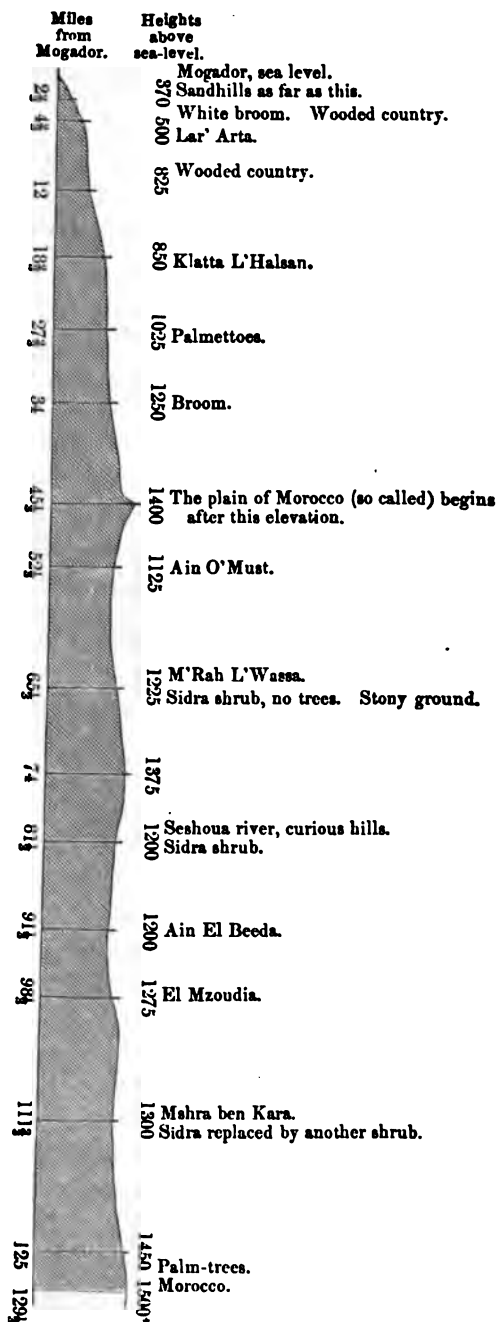 Miles
from
Mogador.
Heights
above
sea-level.
Mogador, sea level.
370 Sandhills as far as this.
White broom. Wooded country.
500 Lar' Arta.
12
825 Wooded country.
850 Klatta L'Halsan.
1025 Palmettoes.
34
1250 Broom.
1400 The plain of Morocco (so called) begins
after this elevation.
1125 Ain O'Must.
M'Rah L'Wassa.
1225 Sidra shrub, no trees. Stony ground.
74
1375
Seshoua river, curious hills.
1200 Sidra shrub.
1200 Ain El Beeda.
1275 El Mzoudia.
Mshra ben Kara.
1300 Sidra replaced by another shrub.
125
1450 Palm-trees.
1500 Morocco.